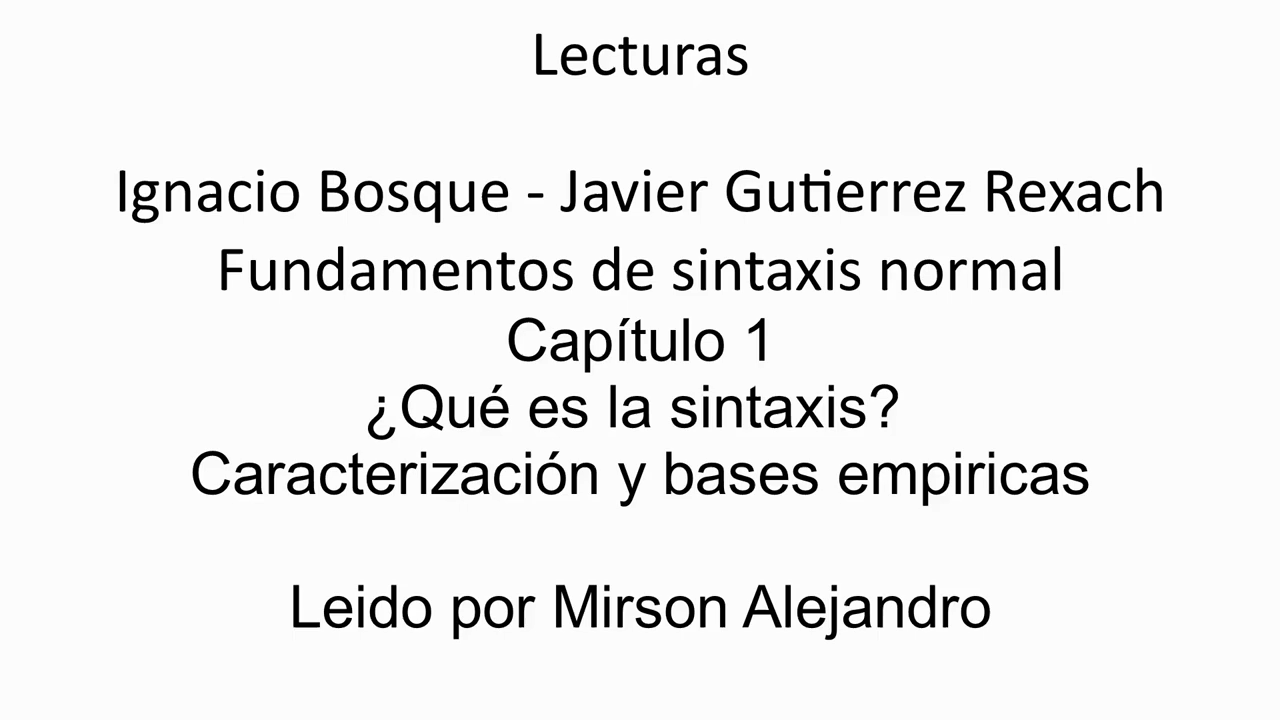 Lecturas
Ignacio Bosque - Javier Gutierrez Rexach
Fundamentos de sintaxis normal
Capítulo 1
¿Qué es la sintaxis?
Caracterización y bases empiricas
Leido por Mirson Alejandro